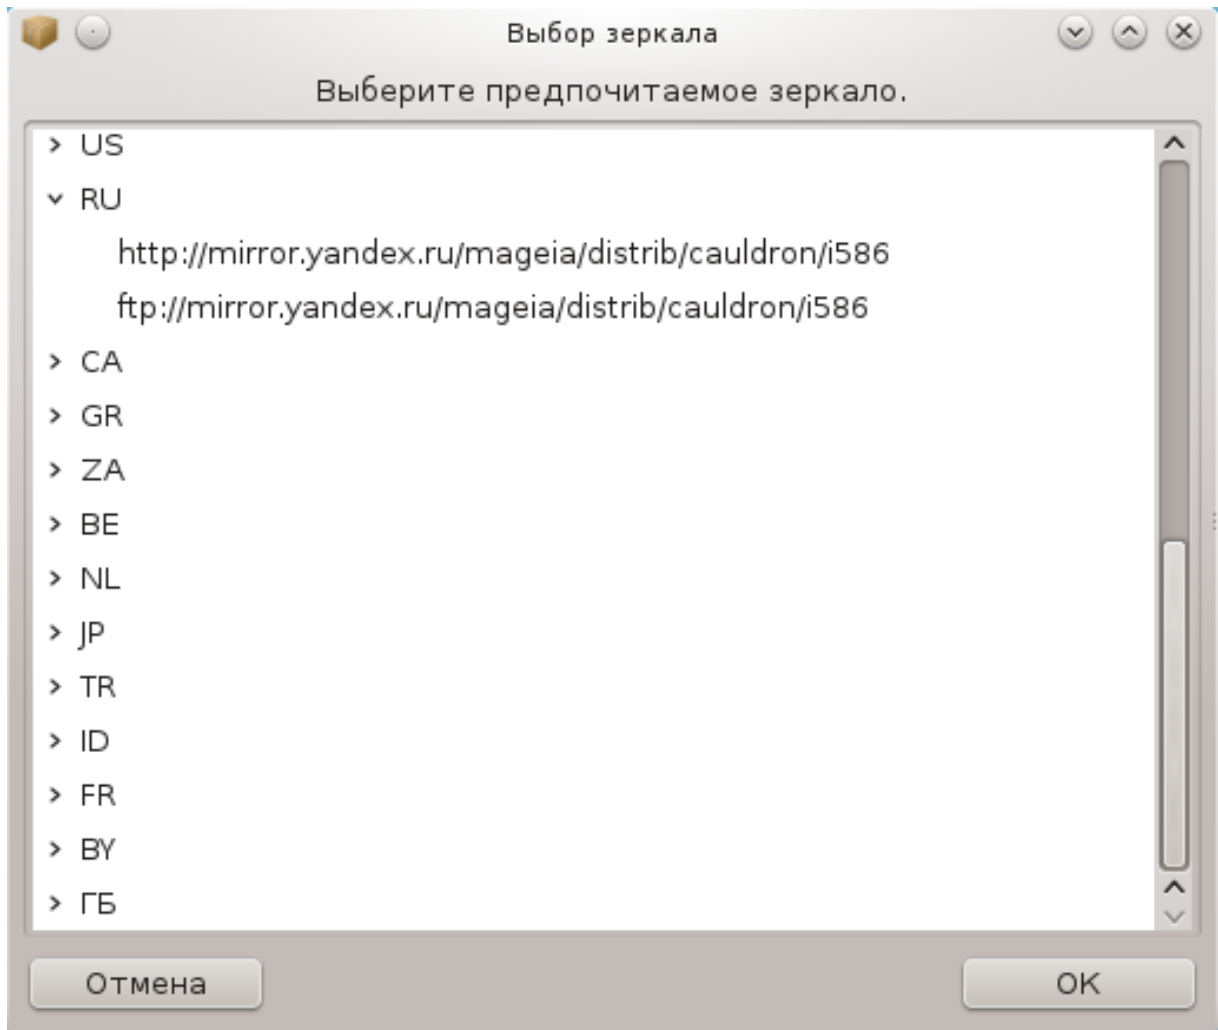 Выбор зеркала
Выберите предпочитаемое зеркало.
US
RU
http://mirror.yandex.ru/mageia/distrib/cauldron/i586
ftp://mirror.yandex.ru/mageia/distrib/cauldron/i586
CA
GR
ZA
BE
NL
JP
TR
ID
FR
BY
ГБ
Отмена OK